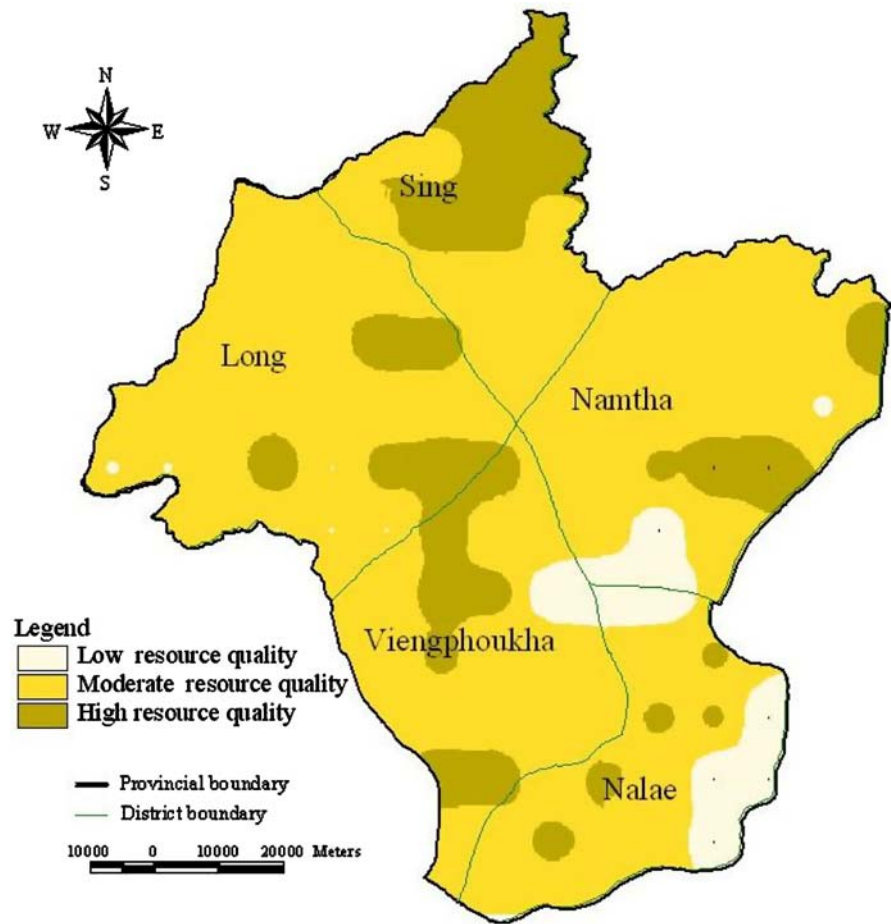 N
W E
S
Sing
Long
Namtha
Viengphoukha
Nalae
Legend
Low resource quality
Moderate resource quality
High resource quality
Provincial boundary
District boundary
10000 0 10000 20000 Meters